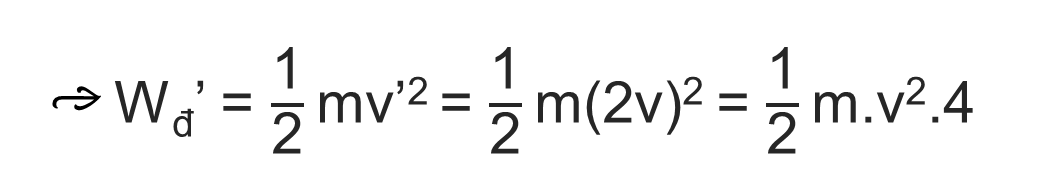 ⇝ Wđ’ = 1/2 mv’² = 1/2 m(2v)² = 1/2 m.v².4